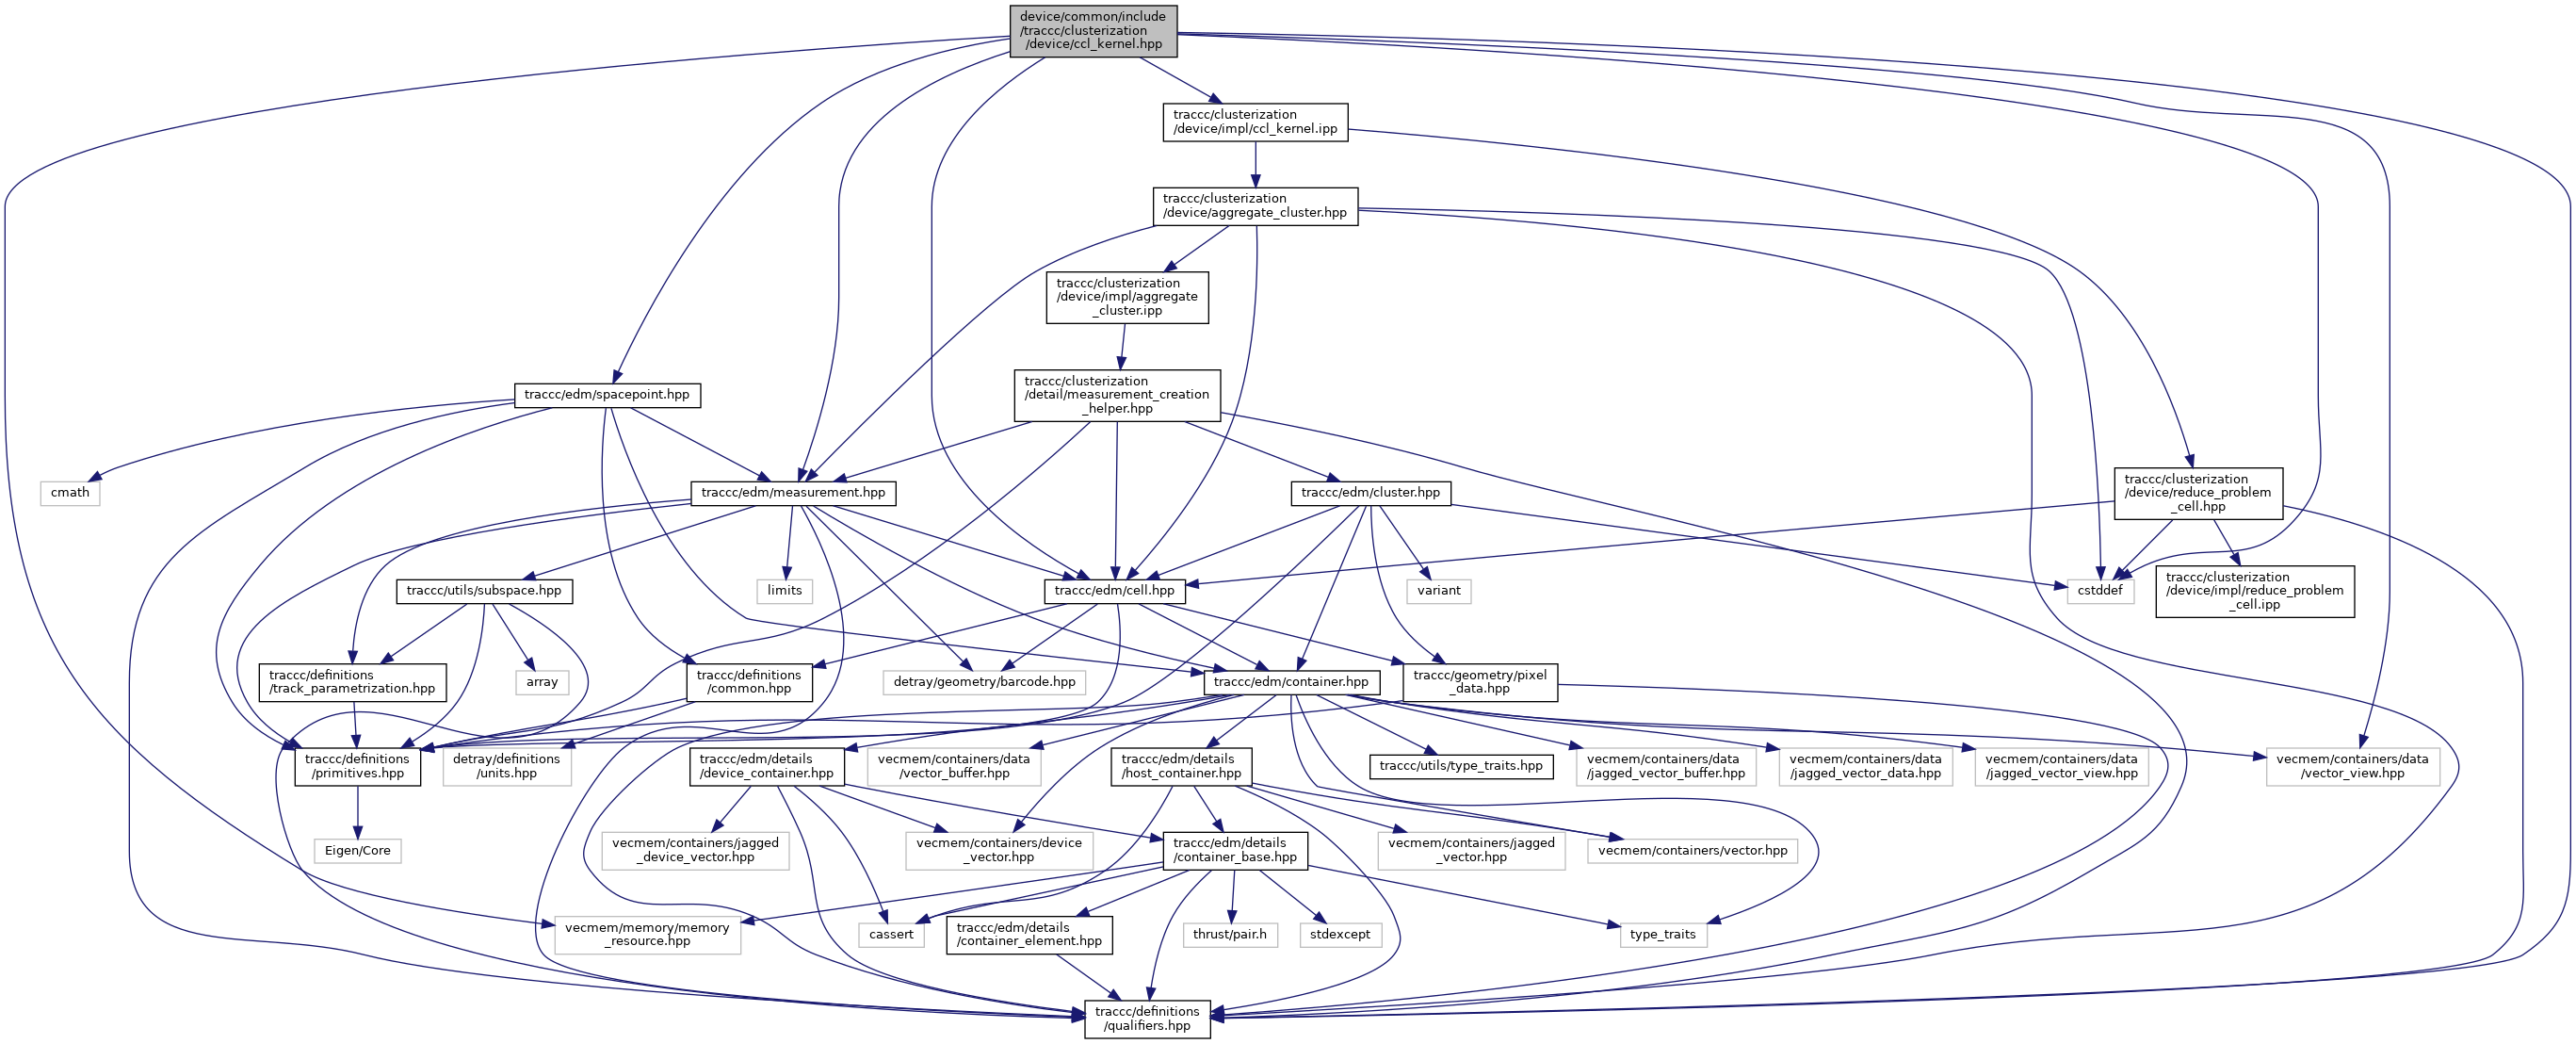 device/common/include
/traccc/clusterization
/device/ccl_kernel.hpp
traccc/clusterization
/device/impl/ccl_kernel.ipp
traccc/clusterization
/device/aggregate_cluster.hpp
traccc/clusterization
/device/impl/aggregate
_cluster.ipp
traccc/edm/spacepoint.hpp
traccc/clusterization
/detail/measurement_creation
_helper.hpp
cmath
traccc/edm/measurement.hpp
traccc/edm/cluster.hpp
traccc/clusterization
/device/reduce_problem
_cell.hpp
traccc/utils/subspace.hpp
limits
traccc/edm/cell.hpp
variant
cstddef
traccc/clusterization
/device/impl/reduce_problem
_cell.ipp
traccc/definitions
/track_parametrization.hpp
array
traccc/definitions
/common.hpp
detray/geometry/barcode.hpp
traccc/edm/container.hpp
traccc/geometry/pixel
_data.hpp
traccc/definitions
/primitives.hpp
detray/definitions
/units.hpp
traccc/edm/details
/device_container.hpp
vecmem/containers/data
/vector_buffer.hpp
traccc/edm/details
/host_container.hpp
traccc/utils/type_traits.hpp
vecmem/containers/data
/jagged_vector_buffer.hpp
vecmem/containers/data
/jagged_vector_data.hpp
vecmem/containers/data
/jagged_vector_view.hpp
vecmem/containers/data
/vector_view.hpp
Eigen/Core
vecmem/containers/jagged
_device_vector.hpp
vecmem/containers/device
_vector.hpp
traccc/edm/details
/container_base.hpp
vecmem/containers/jagged
_vector.hpp
vecmem/containers/vector.hpp
vecmem/memory/memory
_resource.hpp
cassert
traccc/edm/details
/container_element.hpp
thrust/pair.h
stdexcept
type_traits
traccc/definitions
/qualifiers.hpp